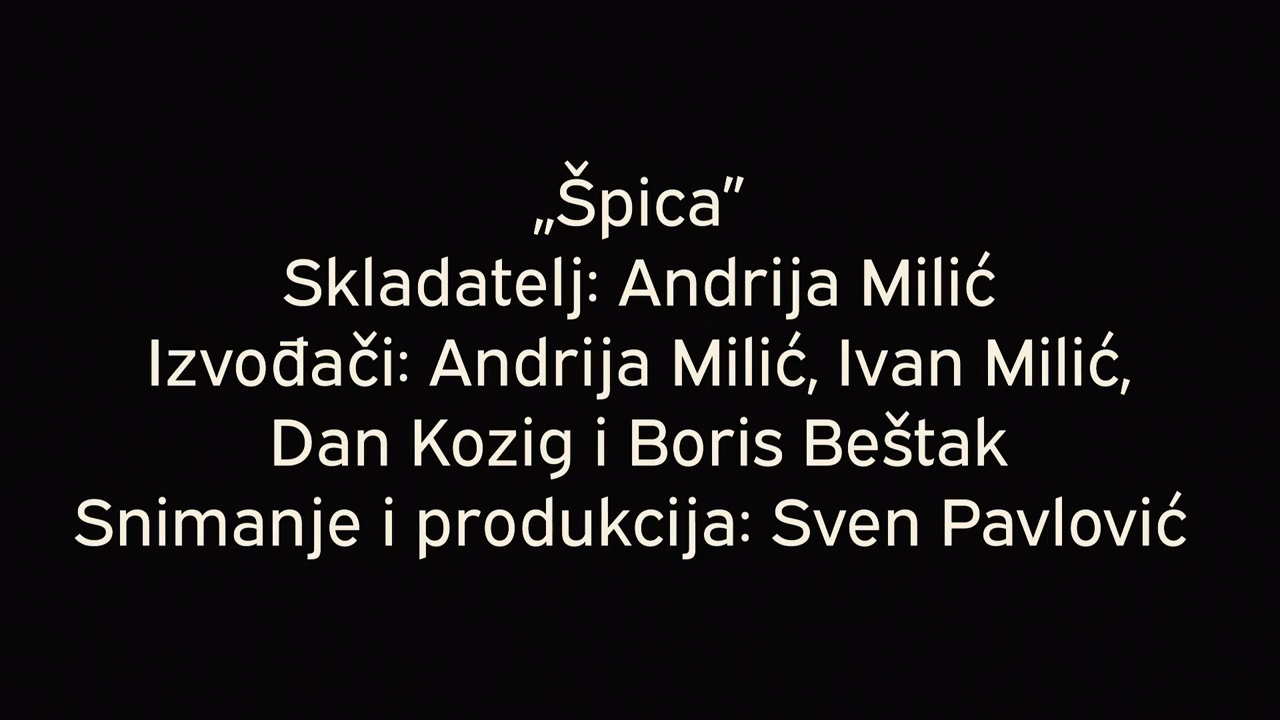 „Špica”
Skladatelj: Andrija Milić
Izvođači: Andrija Milić, Ivan Milić,
Dan Kozig i Boris Beštak
Snimanje i produkcija: Sven Pavlović